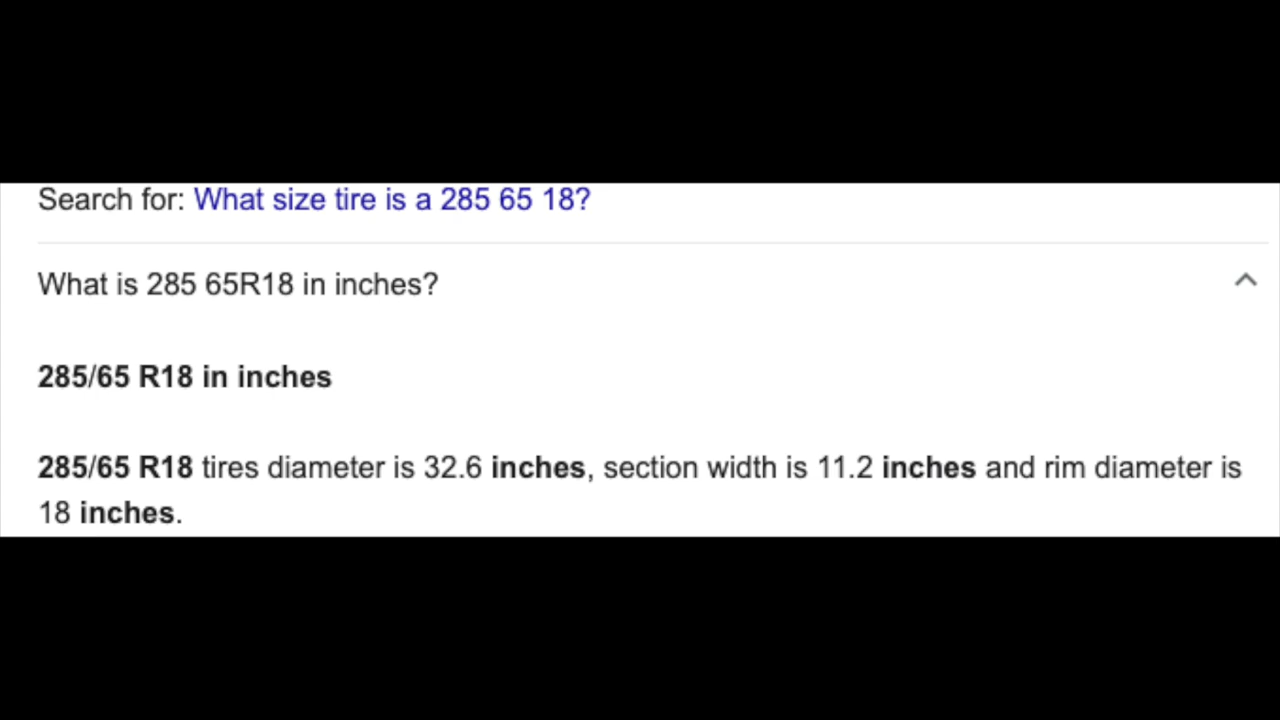 Search for: What size tire is a 285 65 18?
What is 285 65R18 in inches?
285/65 R18 in inches
285/65 R18 tires diameter is 32.6 inches, section width is 11.2 inches and rim diameter is
18 inches.